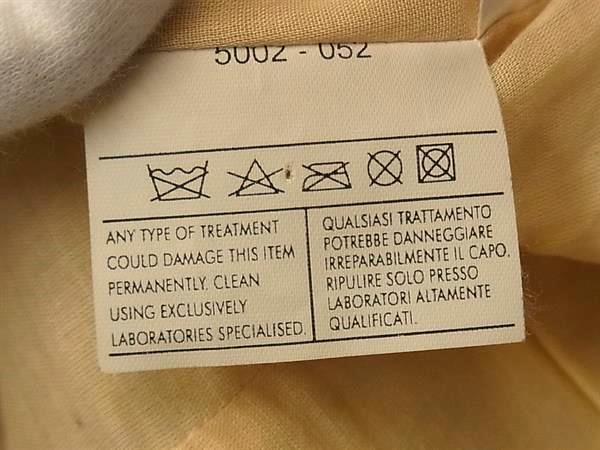 5002 - 052
ANY TYPE OF TREATMENT
COULD DAMAGE THIS ITEM
PERMANENTLY. CLEAN
USING EXCLUSIVELY
LABORATORIES SPECIALISED.
QUALSIASI TRATTAMENTO
POTREBBE DANNEGGIARE
IRREPARABILMENTE IL CAPO.
RIPULIRE SOLO PRESSO
LABORATORI ALTAMENTE
QUALIFICATI.